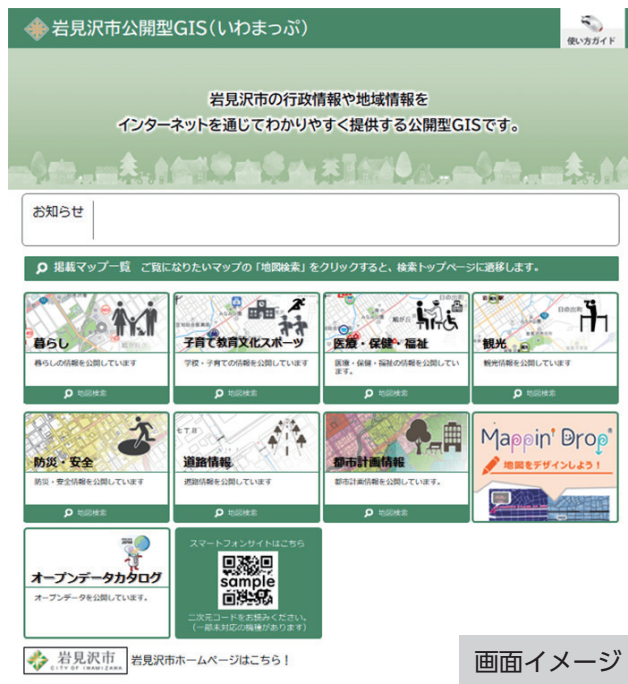 岩見沢市公開型GIS(いわまっぷ)
使い方ガイド
岩見沢市の行政情報や地域情報を
インターネットを通じてわかりやすく提供する公開型GISです。
お知らせ
掲載マップ一覧 ご覧になりたいマップの「地図検索」をクリックすると、検索トップページに遷移します。
暮らし
暮らしの情報を公開しています
地図検索
子育て教育文化スポーツ
学校・子育ての情報を公開しています
地図検索
医療・保健・福祉
医療・保健・福祉の情報を公開してい
ます。
地図検索
観光
観光情報を公開しています
地図検索
防災・安全
防災・安全情報を公開しています
地図検索
七丁目
道路情報
道路情報を公開しています
地図検索
都市計画情報
都市計画情報を公開しています。
地図検索
Mappin' Drop®
地図をデザインしよう!
オープンデータカタログ
オープンデータを公開しています。
スマートフォンサイトはこちら
sample
二次元コードをお読みください。
(一部未対応の機種があります)
岩見沢市
CITY OF IWAMIZAWA
岩見沢市ホームページはこちら!
画面イメージ